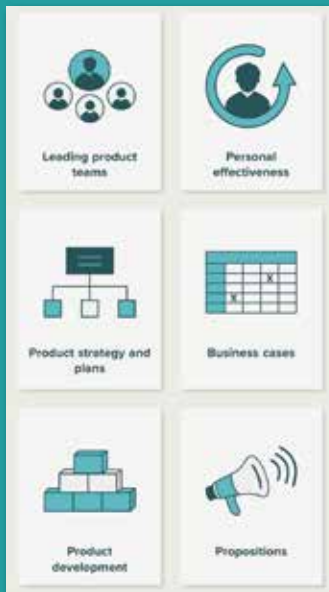 Leading product
teams
Personal
effectiveness
Product strategy and
plans
Business cases
X
X
Product
development
Propositions